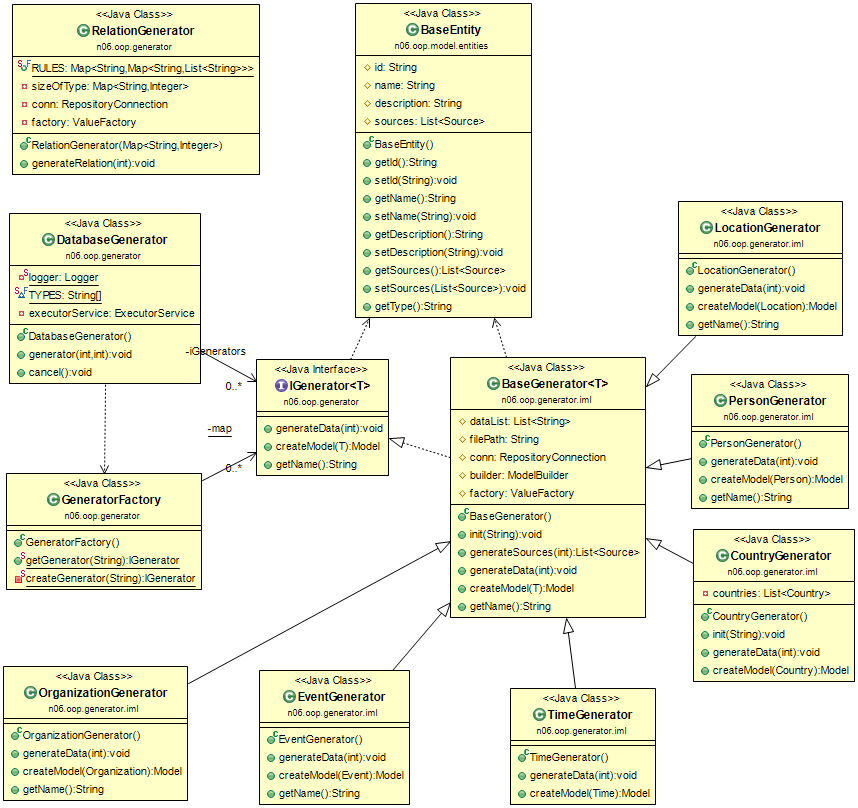 <<Java Class>>
RelationGenerator
n06.oop.generator
RULES: Map<String,Map<String,List<String>>>
sizeOfType: Map<String,Integer>
conn: RepositoryConnection
factory: ValueFactory
RelationGenerator(Map<String,Integer>)
generateRelation(int):void
<<Java Class>>
BaseEntity
n06.oop.model.entities
id: String
name: String
description: String
sources: List<Source>
BaseEntity()
getId():String
setId(String):void
getName():String
setName(String):void
getDescription():String
setDescription(String):void
getSources():List<Source>
setSources(List<Source>):void
getType():String
<<Java Class>>
DatabaseGenerator
n06.oop.generator
logger: Logger
TYPES: String[]
executorService: ExecutorService
DatabaseGenerator()
generator(int,int):void
cancel():void
-iGenerators
0..*
<<Java Class>>
LocationGenerator
n06.oop.generator.iml
LocationGenerator()
generateData(int):void
createModel(Location):Model
getName():String
<<Java Interface>>
IGenerator<T>
n06.oop.generator
generateData(int):void
createModel(T):Model
getName():String
-map
0..*
<<Java Class>>
BaseGenerator<T>
n06.oop.generator.iml
dataList: List<String>
filePath: String
conn: RepositoryConnection
builder: ModelBuilder
factory: ValueFactory
BaseGenerator()
init(String):void
generateSources(int):List<Source>
generateData(int):void
createModel(T):Model
getName():String
<<Java Class>>
PersonGenerator
n06.oop.generator.iml
PersonGenerator()
generateData(int):void
createModel(Person):Model
getName():String
<<Java Class>>
GeneratorFactory
n06.oop.generator
GeneratorFactory()
getGenerator(String):IGenerator
createGenerator(String):IGenerator
<<Java Class>>
CountryGenerator
n06.oop.generator.iml
countries: List<Country>
CountryGenerator()
init(String):void
generateData(int):void
createModel(Country):Model
<<Java Class>>
OrganizationGenerator
n06.oop.generator.iml
OrganizationGenerator()
generateData(int):void
createModel(Organization):Model
getName():String
<<Java Class>>
EventGenerator
n06.oop.generator.iml
EventGenerator()
generateData(int):void
createModel(Event):Model
getName():String
<<Java Class>>
TimeGenerator
n06.oop.generator.iml
TimeGenerator()
generateData(int):void
createModel(Time):Model